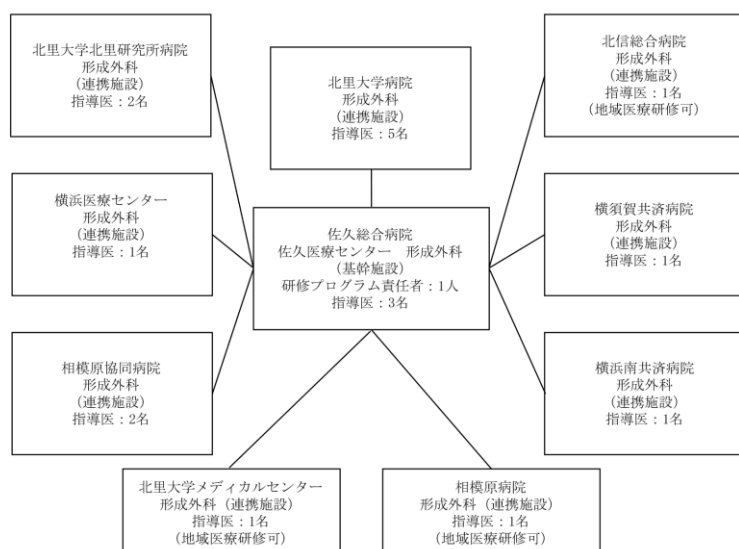 北里大学北里研究所病院
形成外科
(連携施設)
指導医：2名
北里大学病院
形成外科
(連携施設)
指導医：5名
北信総合病院
形成外科
(連携施設)
指導医：1名
(地域医療研修可)
横浜医療センター
形成外科
(連携施設)
指導医：1名
佐久総合病院
佐久医療センター　形成外科
(基幹施設)
研修プログラム責任者：1人
指導医：3名
横須賀共済病院
形成外科
(連携施設)
指導医：1名
相模原協同病院
形成外科
(連携施設)
指導医：2名
横浜南共済病院
形成外科
(連携施設)
指導医：1名
北里大学メディカルセンター
形成外科（連携施設）
指導医：1名
(地域医療研修可)
相模原病院
形成外科（連携施設）
指導医：1名
(地域医療研修可)